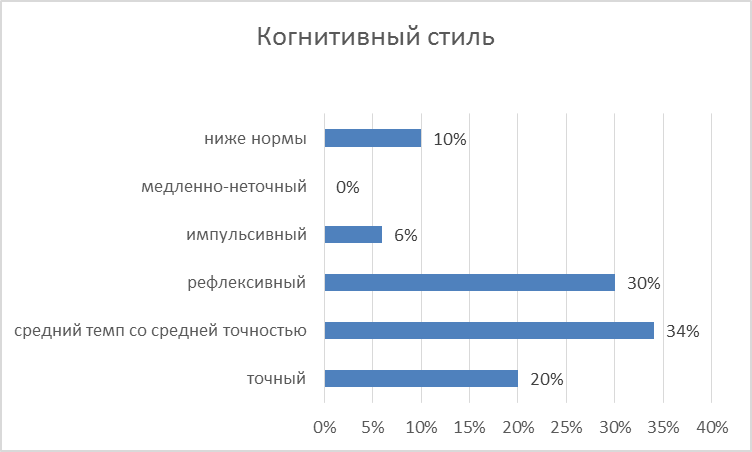 Когнитивный стиль
ниже нормы 10%
медленно-неточный 0%
импульсивный 6%
рефлексивный 30%
средний темп со средней точностью 34%
точный 20%
0% 5% 10% 15% 20% 25% 30% 35% 40%